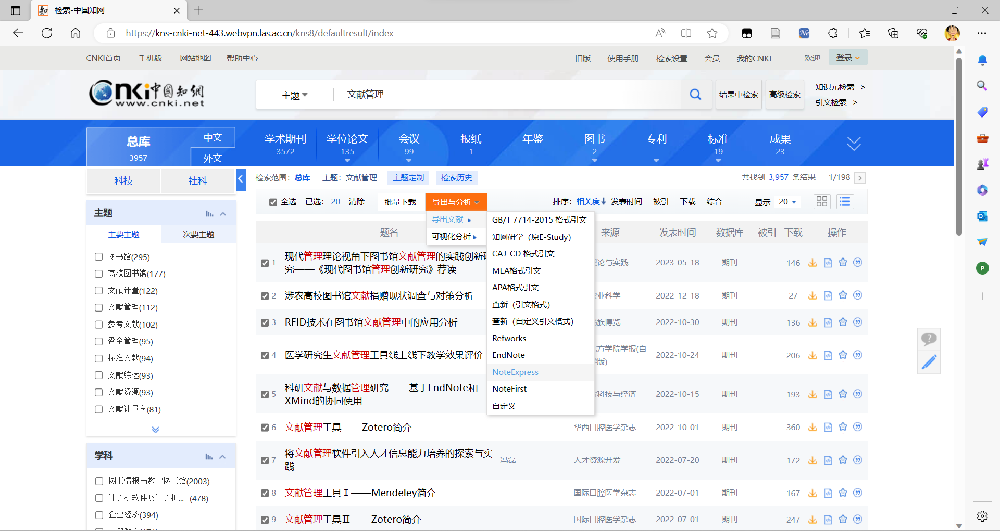 检索-中国知网
https://kns-cnki-net-443.webvpn.las.ac.cn/kns8/defaultresult/index
CNKI首页 手机版 网站地图 帮助中心 旧版 使用手册 检索设置 会员 我的CNKI 欢迎 登录
Cnki中国知网
www.cnki.net
主题 文献管理 结果中检索 高级检索
知识元检索 >
引文检索 >
总库
3957
中文
外文
学术期刊
3572
学位论文
135
会议
99
报纸
1
年鉴
图书
2
专利
标准
19
成果
23
科技 社科
检索范围: 总库 主题: 文献管理 主题定制 检索历史 共找到 3,957 条结果 1/198 >
全选 已选: 20 清除 批量下载 导出与分析 排序: 相关度 发表时间 被引 下载 综合 显示 20
导出文献
可视化分析
GB/T 7714-2015 格式引文
知网研学（原E-Study）
CAJ-CD 格式引文
MLA格式引文
APA格式引文
查新（引文格式）
查新（自定义引文格式）
Refworks
EndNote
NoteExpress
NoteFirst
自定义
主题
主要主题 次要主题
图书馆(295)
高校图书馆(177)
文献计量(122)
文献管理(112)
参考文献(102)
盈余管理(95)
标准文献(94)
文献综述(93)
文献资源(93)
文献计量学(81)
学科
图书情报与数字图书馆(2003)
计算机软件及计算机... (478)
企业经济(394)
题名 来源 发表时间 数据库 被引 下载 操作
1 现代管理理论视角下图书馆文献管理的实践创新研
究——《现代图书馆管理创新研究》荐读
论与实践 2023-05-18 期刊 146
2 涉农高校图书馆文献捐赠现状调查与对策分析 业科学 2022-12-18 期刊 27
3 RFID技术在图书馆文献管理中的应用分析 族博览 2022-10-30 期刊 136
4 医学研究生文献管理工具线上线下教学效果评价 方学院学报(自
版) 2022-10-24 期刊 206
5 科研文献与数据管理研究——基于EndNote和
XMind的协同使用
科技与经济 2022-10-15 期刊 193
6 文献管理工具——Zotero简介 华西口腔医学杂志 2022-10-01 期刊 360
7 将文献管理软件引入人才信息能力培养的探索与实
践
冯磊 人才资源开发 2022-07-20 期刊 172
8 文献管理工具Ⅰ——Mendeley简介 国际口腔医学杂志 2022-07-01 期刊 167
9 文献管理工具Ⅱ——Zotero简介 国际口腔医学杂志 2022-07-01 期刊 247